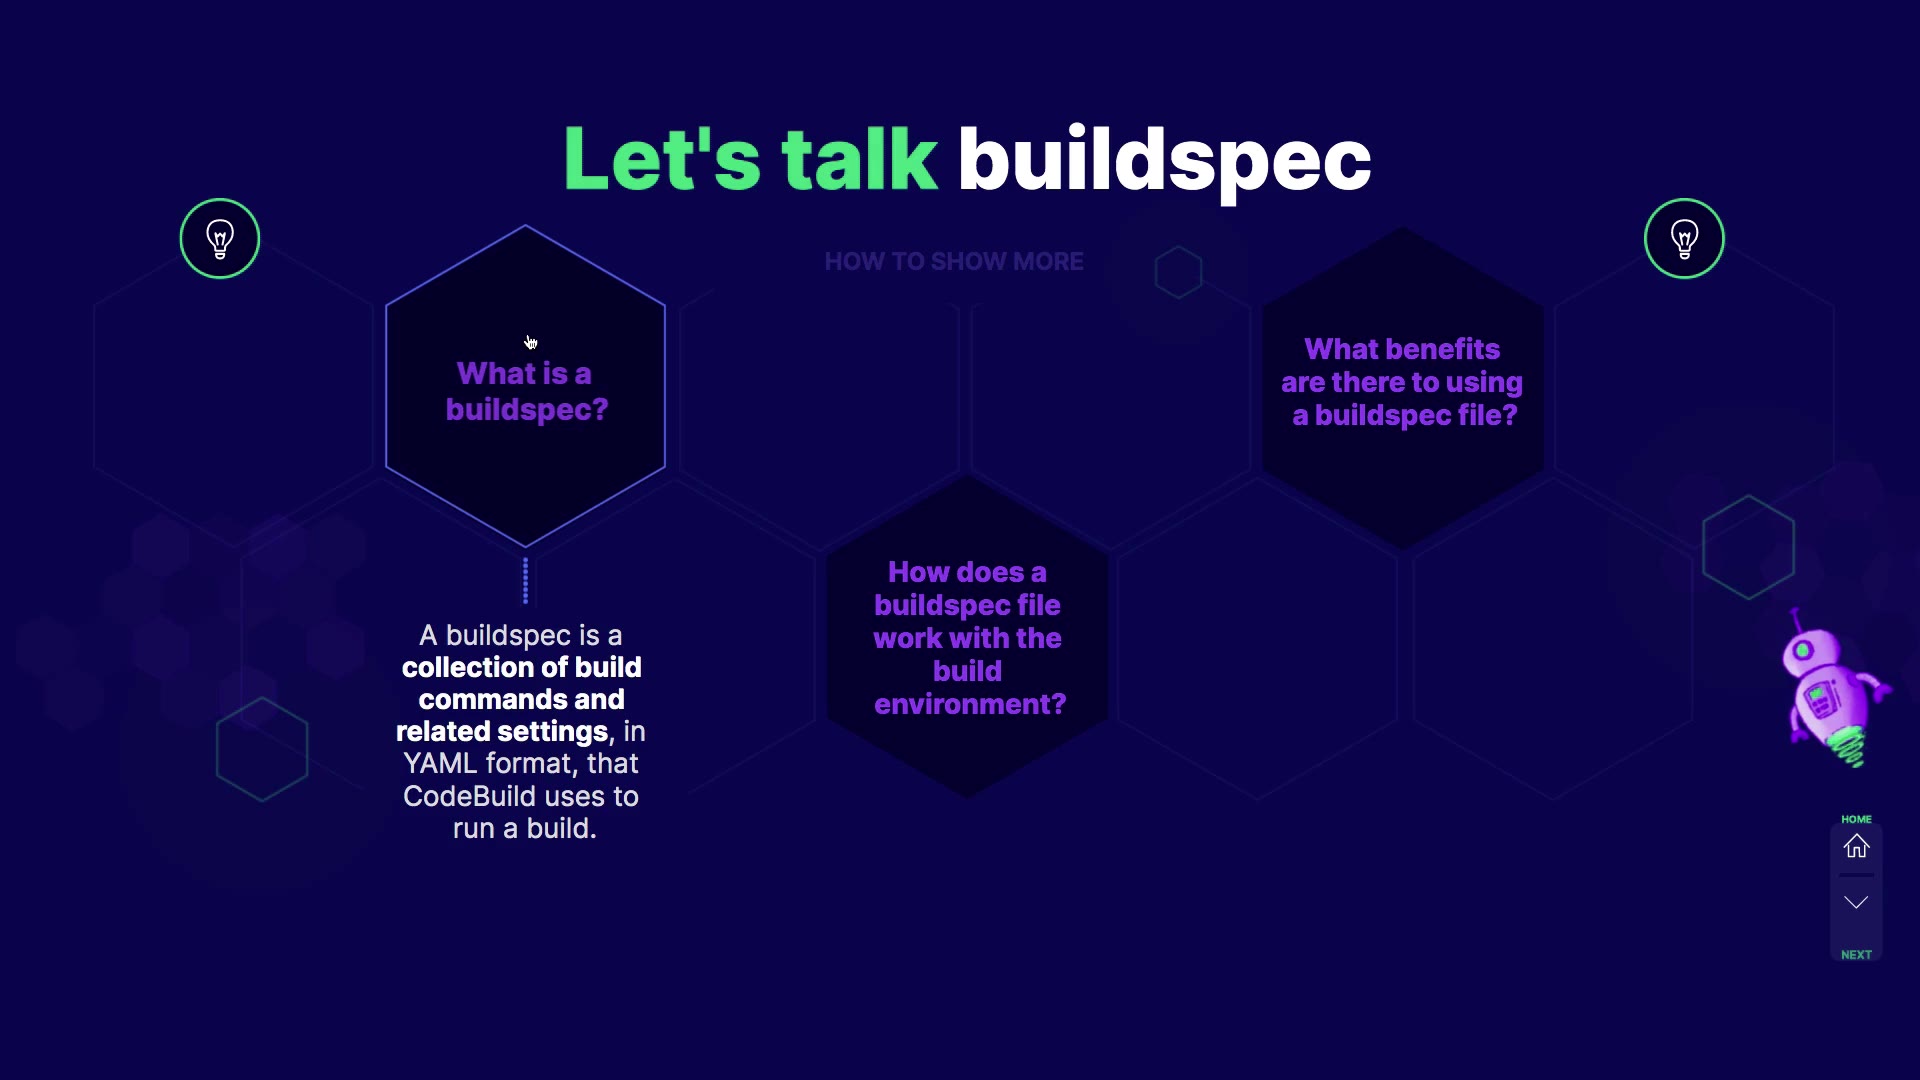 Let's talk buildspec
HOW TO SHOW MORE
What is a
buildspec?
A buildspec is a
collection of build
commands and
related settings, in
YAML format, that
CodeBuild uses to
run a build.
How does a
buildspec file
work with the
build
environment?
What benefits
are there to using
a buildspec file?
HOME
NEXT